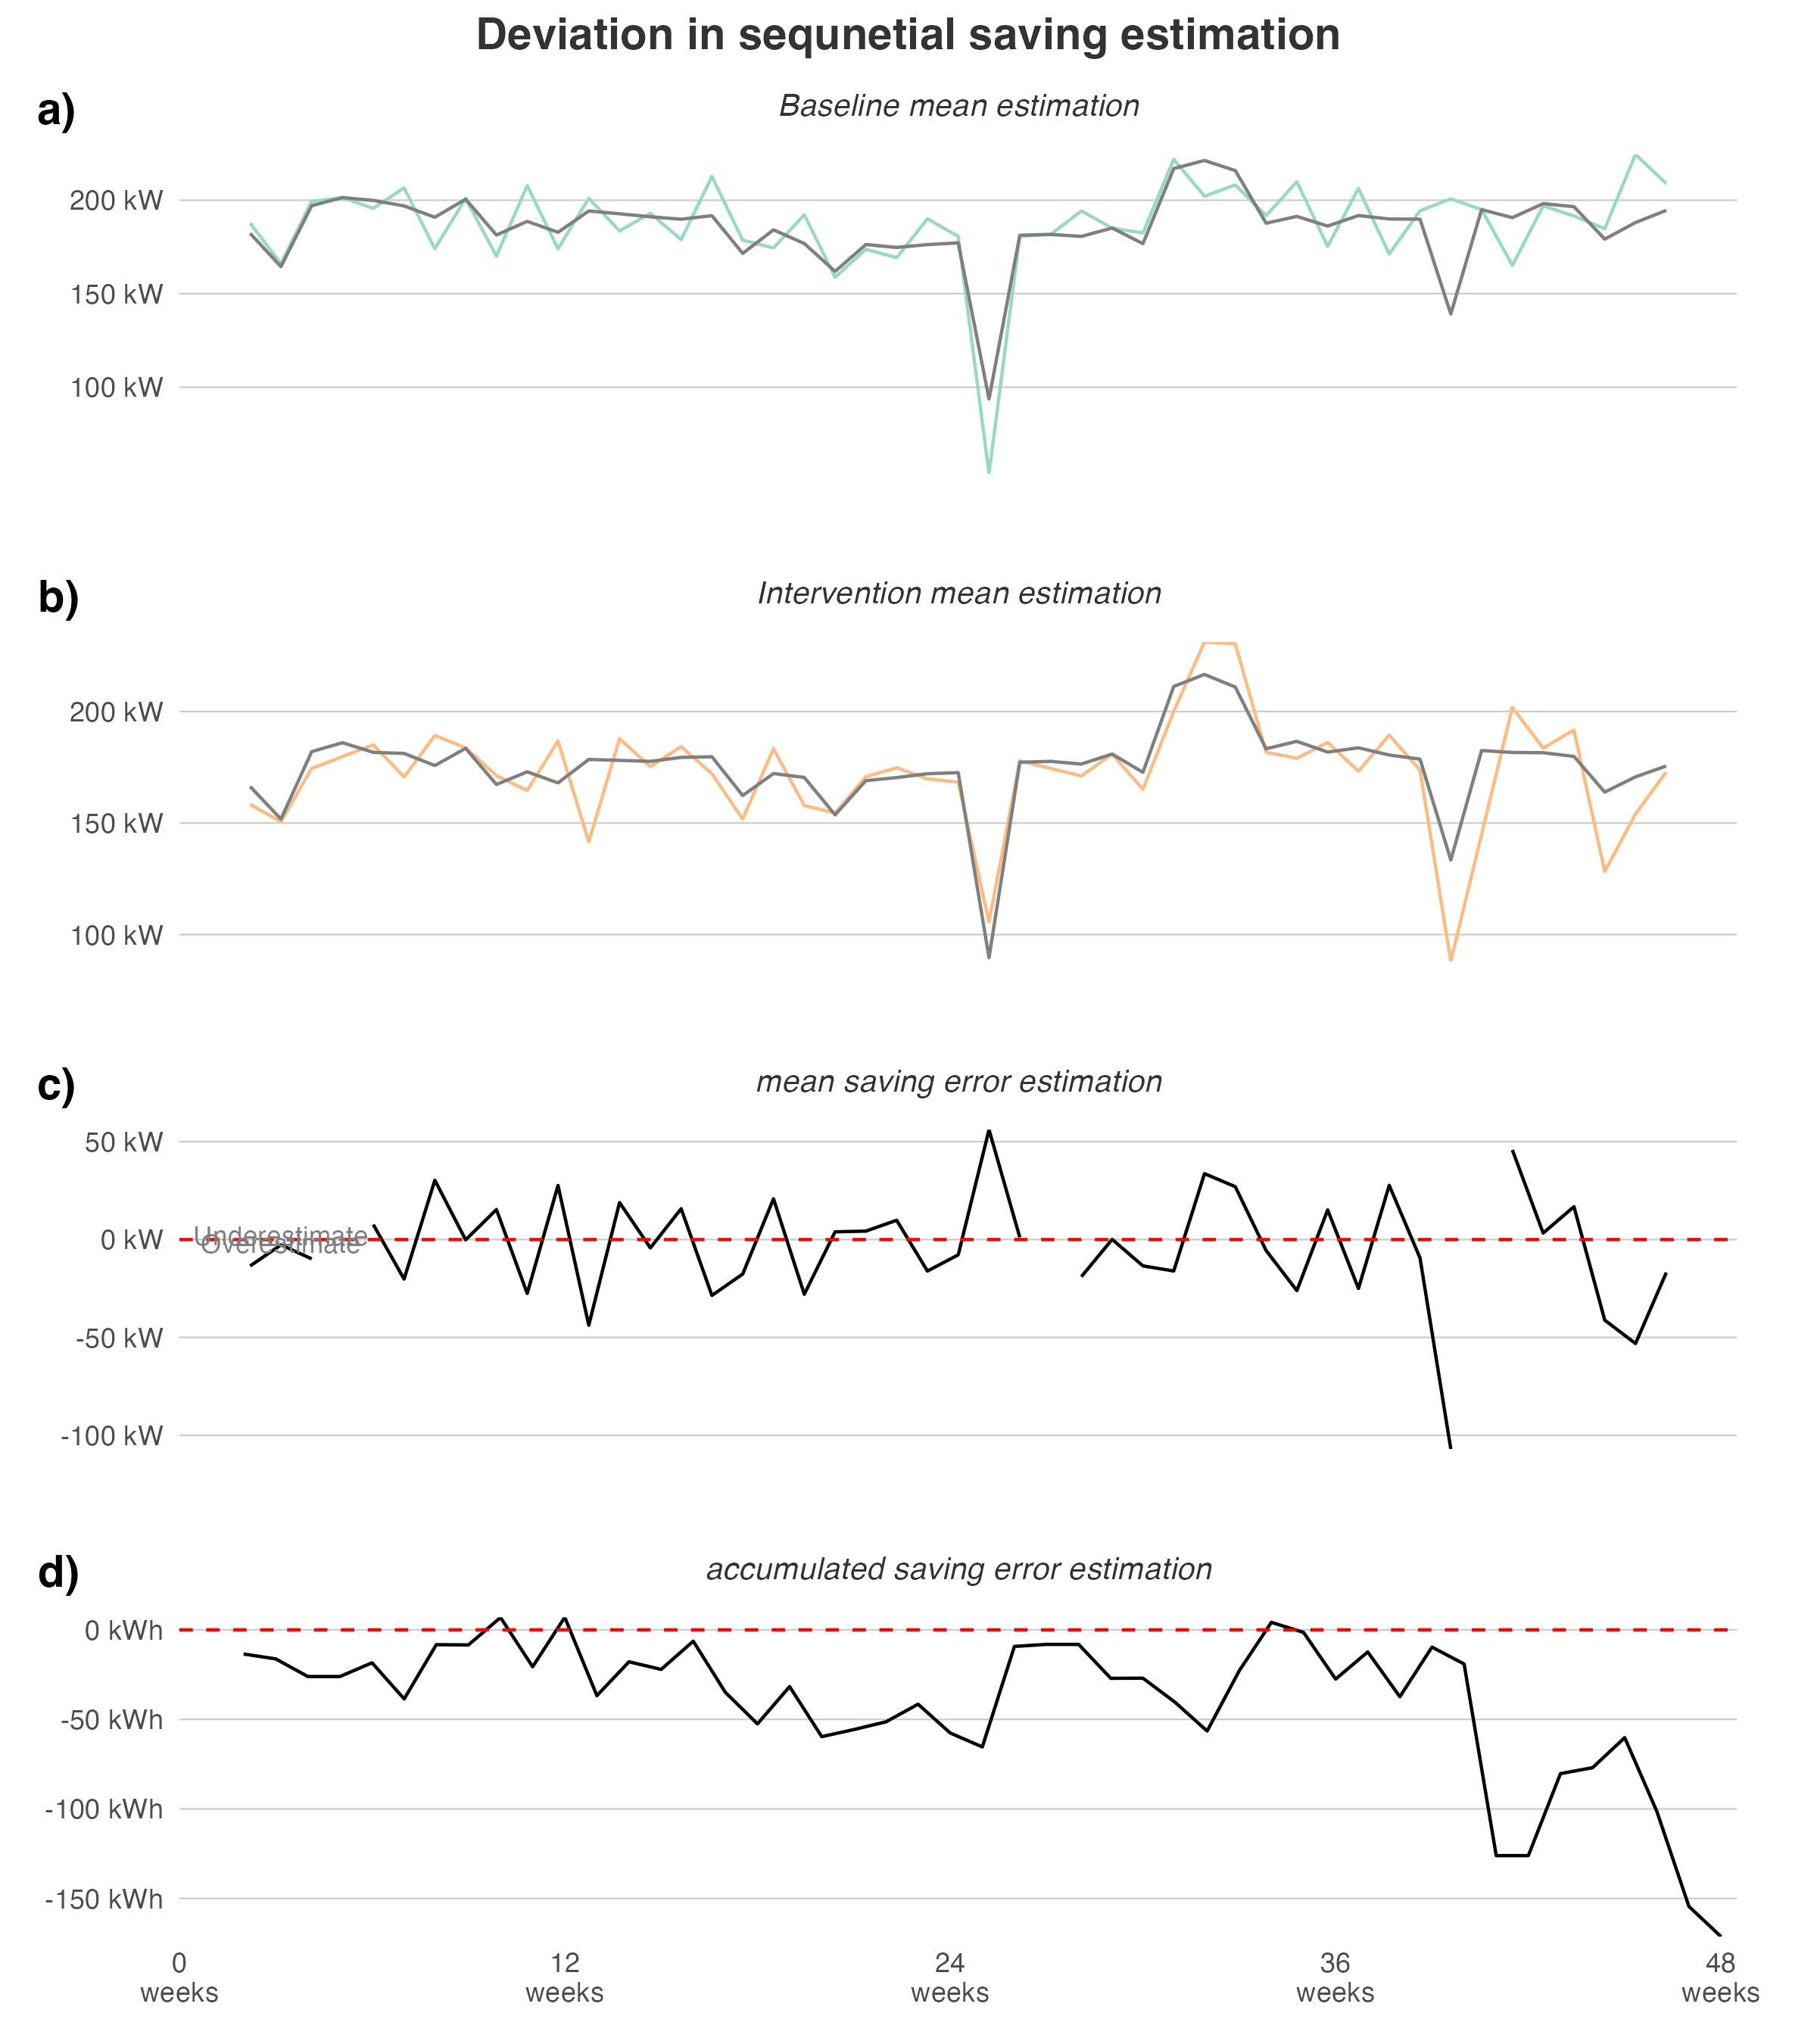 Deviation in sequnetial saving estimation
a)
Baseline mean estimation
200 kW
150 kW
100 kW
b)
Intervention mean estimation
200 kW
150 kW
100 kW
c)
mean saving error estimation
50 kW
Underestimate
0 kW
Overestimate
-50 kW
-100 kW
d)
accumulated saving error estimation
0 kWh
-50 kWh
-100 kWh
-150 kWh
0 12 24 36 48
weeks weeks weeks weeks weeks